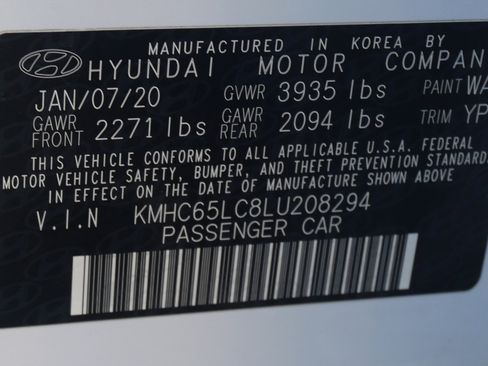 MANUFACTURED IN KOREA BY
HYUNDAI MOTOR COMPAN
JAN/07/20 GVWR 3935 lbs PAINT WA
GAWR FRONT 2271 lbs GAWR REAR 2094 lbs TRIM YP
THIS VEHICLE CONFORMS TO ALL APPLICABLE U.S.A. FEDERAL
MOTOR VEHICLE SAFETY, BUMPER, AND THEFT PREVENTION STANDARDS
IN EFFECT ON THE DATE OF MANUFACTURE SHOWN ABOVE
V.I.N KMHC65LC8LU208294
PASSENGER CAR